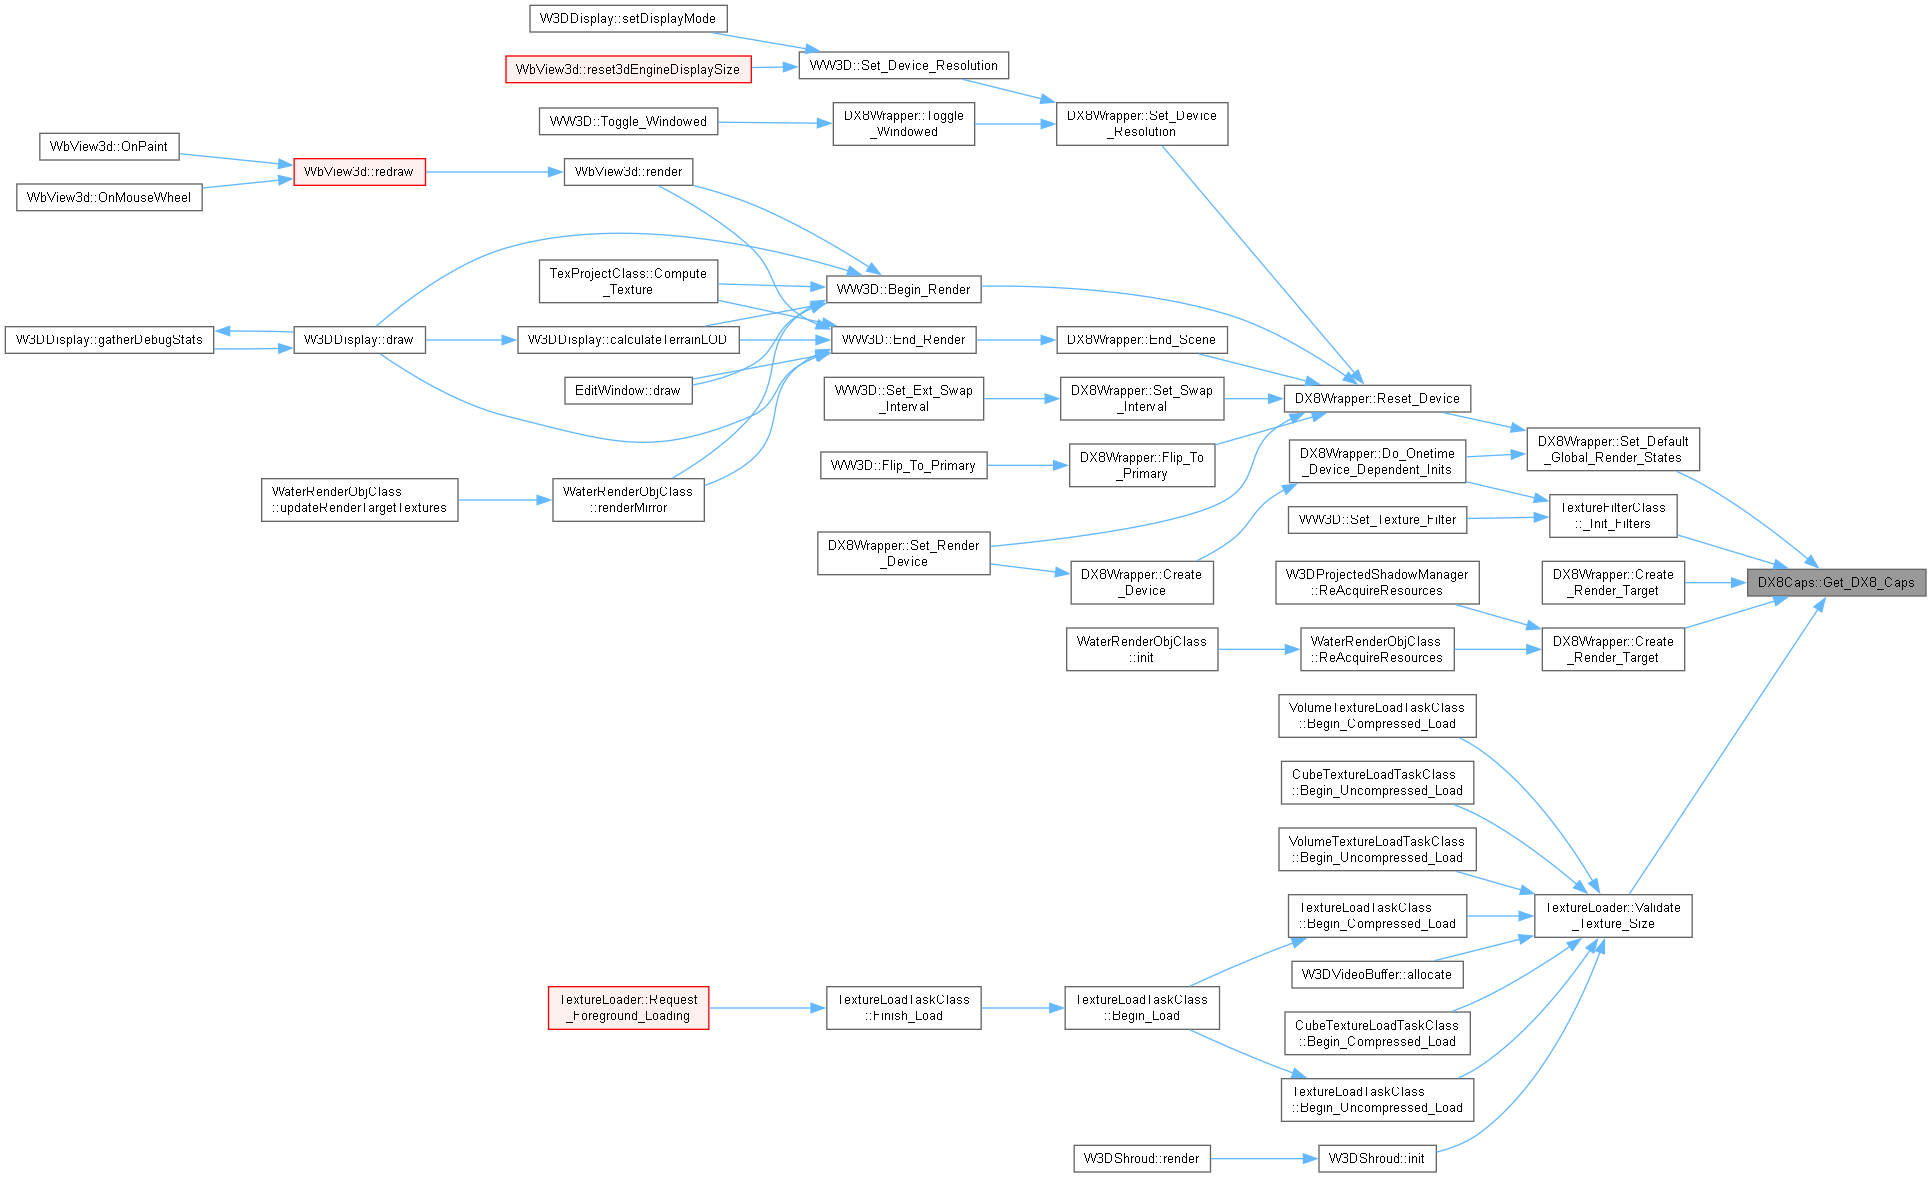 W3DDisplay::setDisplayMode
WbView3d::reset3dEngineDisplaySize
WW3D::Set_Device_Resolution
WW3D::Toggle_Windowed
DX8Wrapper::Toggle
_Windowed
DX8Wrapper::Set_Device
_Resolution
WbView3d::OnPaint
WbView3d::OnMouseWheel
WbView3d::redraw
WbView3d::render
TexProjectClass::Compute
_Texture
WW3D::Begin_Render
W3DDisplay::gatherDebugStats
W3DDisplay::draw
W3DDisplay::calculateTerrainLOD
WW3D::End_Render
DX8Wrapper::End_Scene
EditWindow::draw
WW3D::Set_Ext_Swap
_Interval
DX8Wrapper::Set_Swap
_Interval
DX8Wrapper::Reset_Device
WW3D::Flip_To_Primary
DX8Wrapper::Flip_To
_Primary
DX8Wrapper::Do_Onetime
_Device_Dependent_Inits
DX8Wrapper::Set_Default
_Global_Render_States
WaterRenderObjClass
::updateRenderTargetTextures
WaterRenderObjClass
::renderMirror
WW3D::Set_Texture_Filter
TextureFilterClass
::_Init_Filters
DX8Wrapper::Set_Render
_Device
DX8Wrapper::Create
_Device
W3DProjectedShadowManager
::ReAcquireResources
DX8Wrapper::Create
_Render_Target
DX8Caps::Get_DX8_Caps
WaterRenderObjClass
::init
WaterRenderObjClass
::ReAcquireResources
DX8Wrapper::Create
_Render_Target
VolumeTextureLoadTaskClass
::Begin_Compressed_Load
CubeTextureLoadTaskClass
::Begin_Uncompressed_Load
VolumeTextureLoadTaskClass
::Begin_Uncompressed_Load
TextureLoadTaskClass
::Begin_Compressed_Load
TextureLoader::Validate
_Texture_Size
W3DVideoBuffer::allocate
TextureLoader::Request
_Foreground_Loading
TextureLoadTaskClass
::Finish_Load
TextureLoadTaskClass
::Begin_Load
CubeTextureLoadTaskClass
::Begin_Compressed_Load
TextureLoadTaskClass
::Begin_Uncompressed_Load
W3DShroud::render
W3DShroud::init